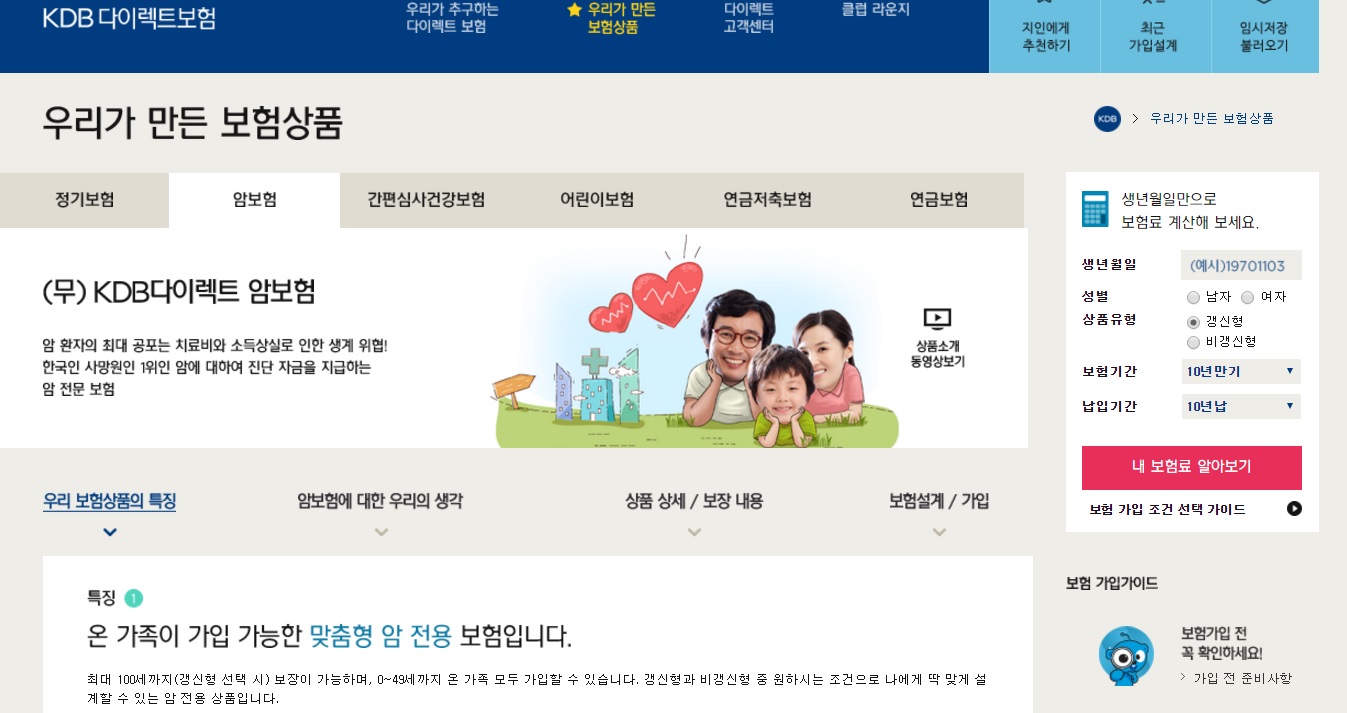 KDB 다이렉트보험
우리가 추구하는
다이렉트 보험
우리가 만든
보험상품
다이렉트
고객센터
클럽 라운지
지인에게
추천하기
최근
가입설계
임시저장
불러오기
우리가 만든 보험상품
KDB > 우리가 만든 보험상품
정기보험
암보험
간편심사건강보험
어린이보험
연금저축보험
연금보험
(무) KDB다이렉트 암보험
암 환자의 최대 공포는 치료비와 소득상실로 인한 생계 위협!
한국인 사망원인 1위인 암에 대하여 진단 자금을 지급하는
암 전문 보험
상품소개
동영상보기
생년월일만으로
보험료 계산해 보세요.
생년월일 (예시)19701103
성별 남자 여자
상품유형 갱신형
비갱신형
보험기간 10년만기
납입기간 10년납
내 보험료 알아보기
보험 가입 조건 선택 가이드
우리 보험상품의 특징
암보험에 대한 우리의 생각
상품 상세 / 보장 내용
보험설계 / 가입
특징 1
온 가족이 가입 가능한 맞춤형 암 전용 보험입니다.
최대 100세까지(갱신형 선택 시) 보장이 가능하며, 0~49세까지 온 가족 모두 가입할 수 있습니다. 갱신형과 비갱신형 중 원하시는 조건으로 나에게 딱 맞게 설
계할 수 있는 암 전용 상품입니다.
보험 가입가이드
보험가입 전
꼭 확인하세요!
> 가입 전 준비사항